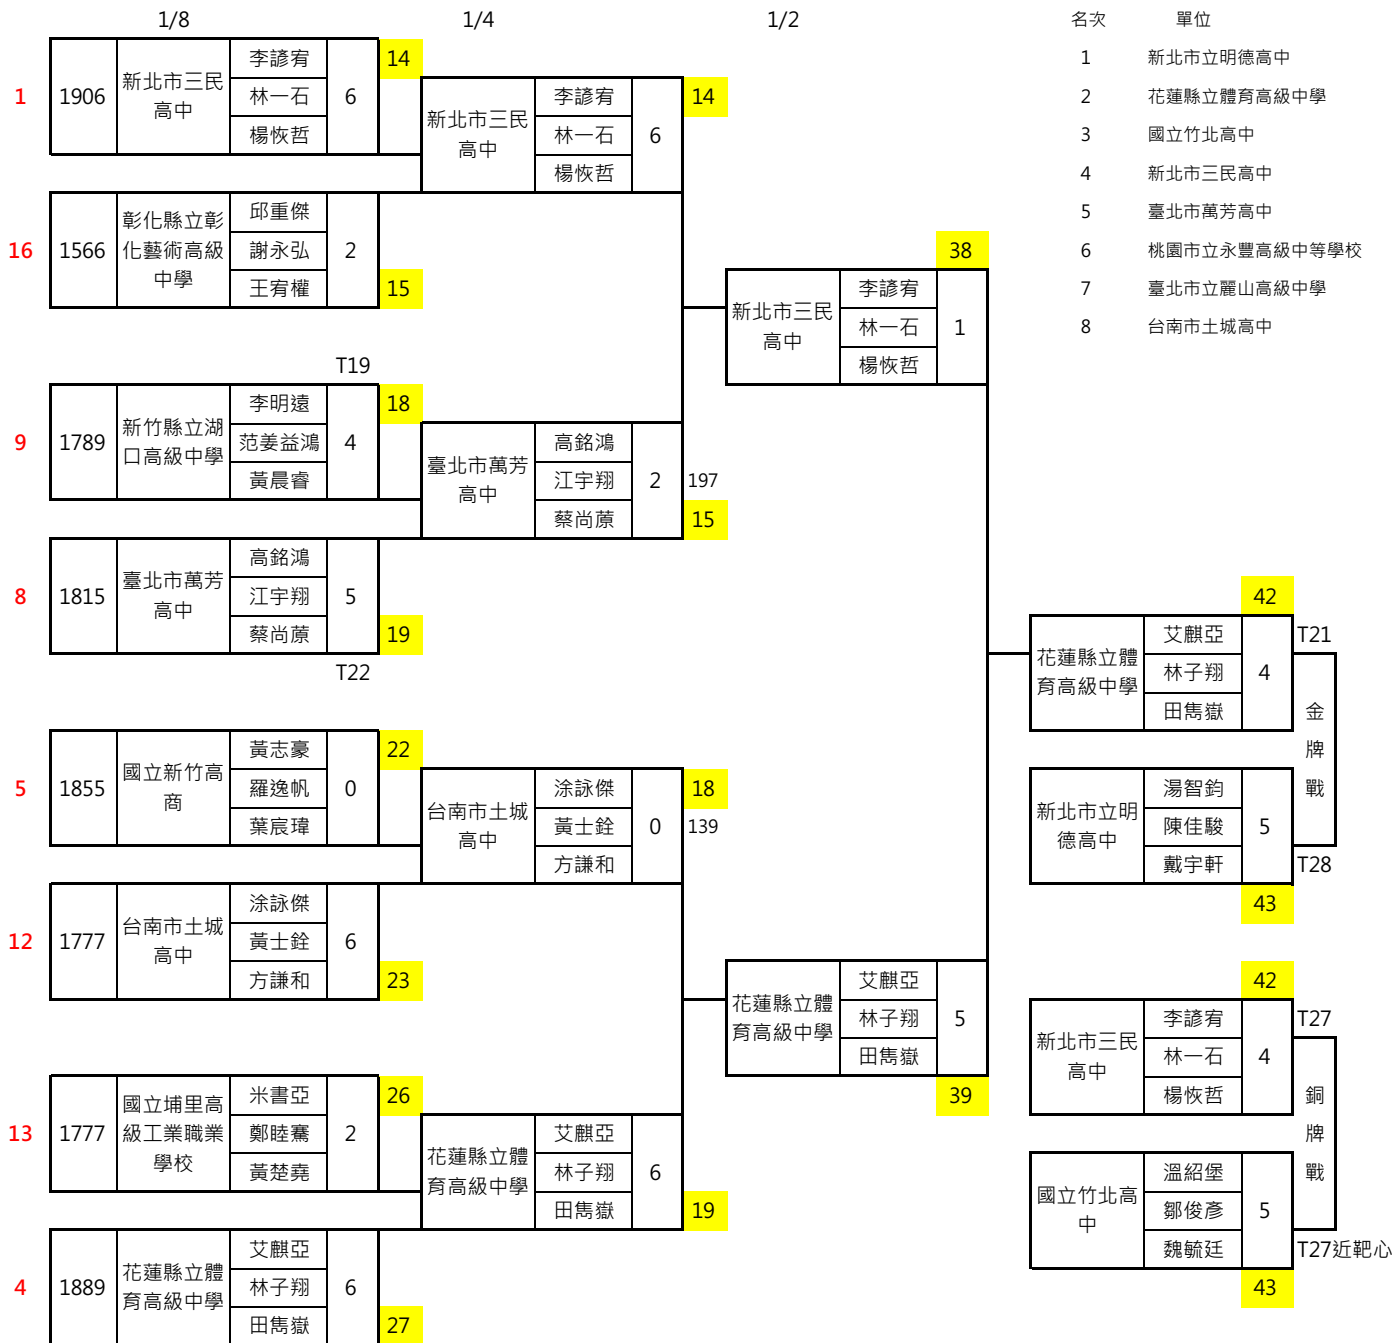 1/8 1/4 1/2 名次 單位
1 新北市立明德高中
2 花蓮縣立體育高級中學
3 國立竹北高中
4 新北市三民高中
5 臺北市萬芳高中
6 桃園市立永豐高級中等學校
7 臺北市立麗山高級中學
8 台南市土城高中
1 1906 新北市三民
高中
李諺宥
林一石
楊恢哲
6
14
16 1566 彰化縣立彰
化藝術高級
中學
邱重傑
謝永弘
王宥權
2
15
T19
9 1789 新竹縣立湖
口高級中學
李明遠
范姜益鴻
黃晨睿
4
18
8 1815 臺北市萬芳
高中
高銘鴻
江宇翔
蔡尚蒝
5
19
T22
5 1855 國立新竹高
商
黃志豪
羅逸帆
葉宸瑋
0
22
12 1777 台南市土城
高中
涂詠傑
黃士銓
方謙和
6
23
13 1777 國立埔里高
級工業職業
學校
米書亞
鄭睦騫
黃楚堯
2
26
4 1889 花蓮縣立體
育高級中學
艾麒亞
林子翔
田雋嶽
6
27
新北市三民
高中
李諺宥
林一石
楊恢哲
6
14
臺北市萬芳
高中
高銘鴻
江宇翔
蔡尚蒝
2
197
15
台南市土城
高中
涂詠傑
黃士銓
方謙和
0
18
139
花蓮縣立體
育高級中學
艾麒亞
林子翔
田雋嶽
6
19
38
新北市三民
高中
李諺宥
林一石
楊恢哲
1
花蓮縣立體
育高級中學
艾麒亞
林子翔
田雋嶽
5
39
42
花蓮縣立體
育高級中學
艾麒亞
林子翔
田雋嶽
4
T21
金
牌
戰
新北市立明
德高中
湯智鈞
陳佳駿
戴宇軒
5
T28
43
42
新北市三民
高中
李諺宥
林一石
楊恢哲
4
T27
銅
牌
戰
國立竹北高
中
溫紹堡
鄒俊彥
魏毓廷
5
T27近靶心
43